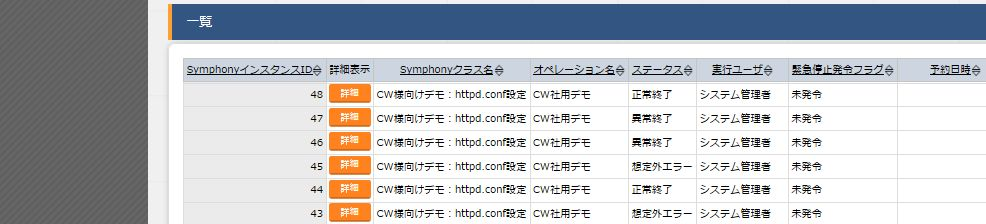 一覧
SymphonyインスタンスID 詳細表示 Symphonyクラス名 オペレーション名 ステータス 実行ユーザ 緊急停止発令フラグ 予約日時
48 詳細 CW様向けデモ：httpd.conf設定 CW社用デモ 正常終了 システム管理者 未発令
47 詳細 CW様向けデモ：httpd.conf設定 CW社用デモ 異常終了 システム管理者 未発令
46 詳細 CW様向けデモ：httpd.conf設定 CW社用デモ 異常終了 システム管理者 未発令
45 詳細 CW様向けデモ：httpd.conf設定 CW社用デモ 想定外エラー システム管理者 未発令
44 詳細 CW様向けデモ：httpd.conf設定 CW社用デモ 正常終了 システム管理者 未発令
43 詳細 CW様向けデモ：httpd.conf設定 CW社用デモ 想定外エラー システム管理者 未発令